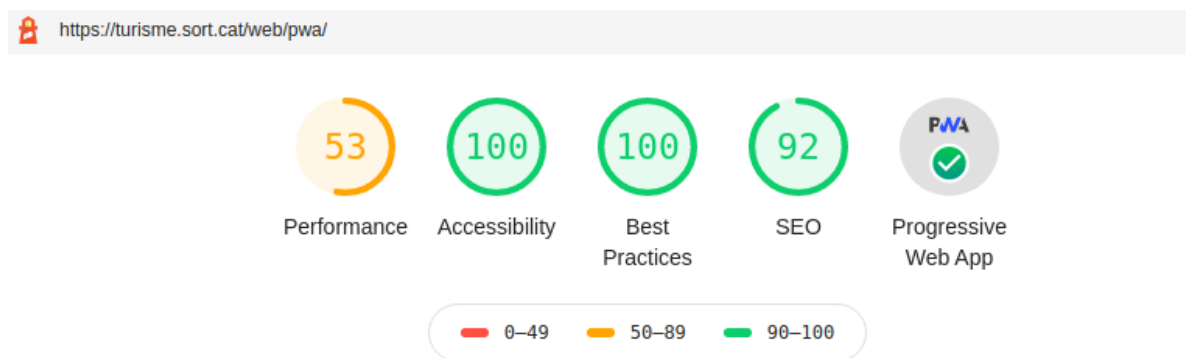 https://turisme.sort.cat/web/pwa/
53 100 100 92 PWA
Performance Accessibility Best Practices SEO Progressive Web App
0–49 50–89 90–100